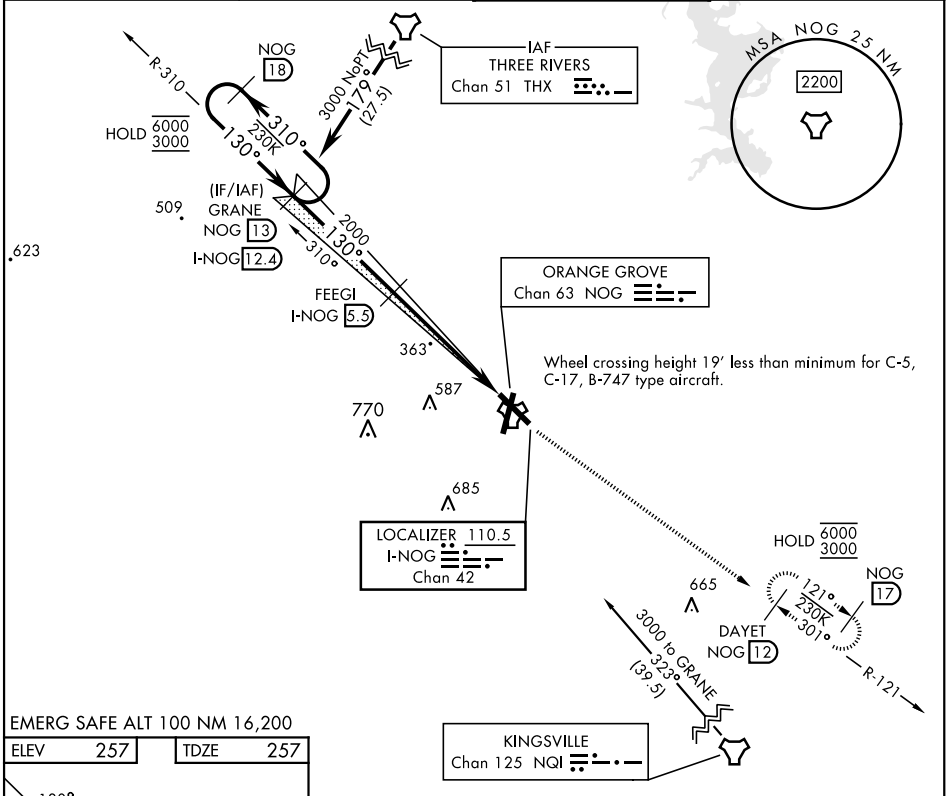 MSA NOG 25 NM
2200
IAF
THREE RIVERS
Chan 51 THX
3000 NoPT
179°
(27.5)
NOG
18
R-310
HOLD 6000
3000
310°
230K
130°
(IF/IAF)
GRANE
NOG 13
I-NOG 12.4
509
623
2000
130°
310°
FEEGI
I-NOG 5.5
363
ORANGE GROVE
Chan 63 NOG
Wheel crossing height 19' less than minimum for C-5,
C-17, B-747 type aircraft.
587
770
685
LOCALIZER 110.5
I-NOG
Chan 42
HOLD 6000
3000
NOG
17
121°
230K
301°
665
DAYET
NOG 12
R-121
3000 to GRANE
323°
(39.5)
KINGSVILLE
Chan 125 NQI
EMERG SAFE ALT 100 NM 16,200
ELEV 257 TDZE 257